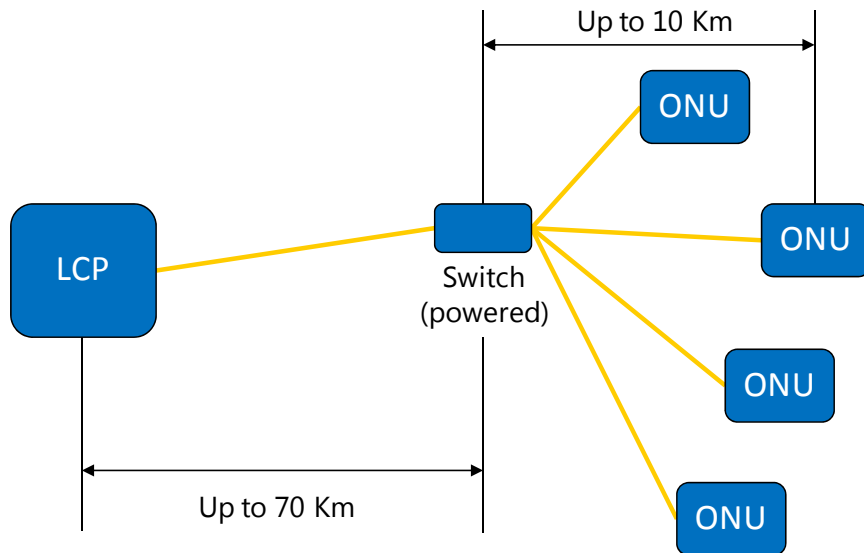 Up to 10 Km
ONU
ONU
LCP
Switch
(powered)
ONU
Up to 70 Km
ONU